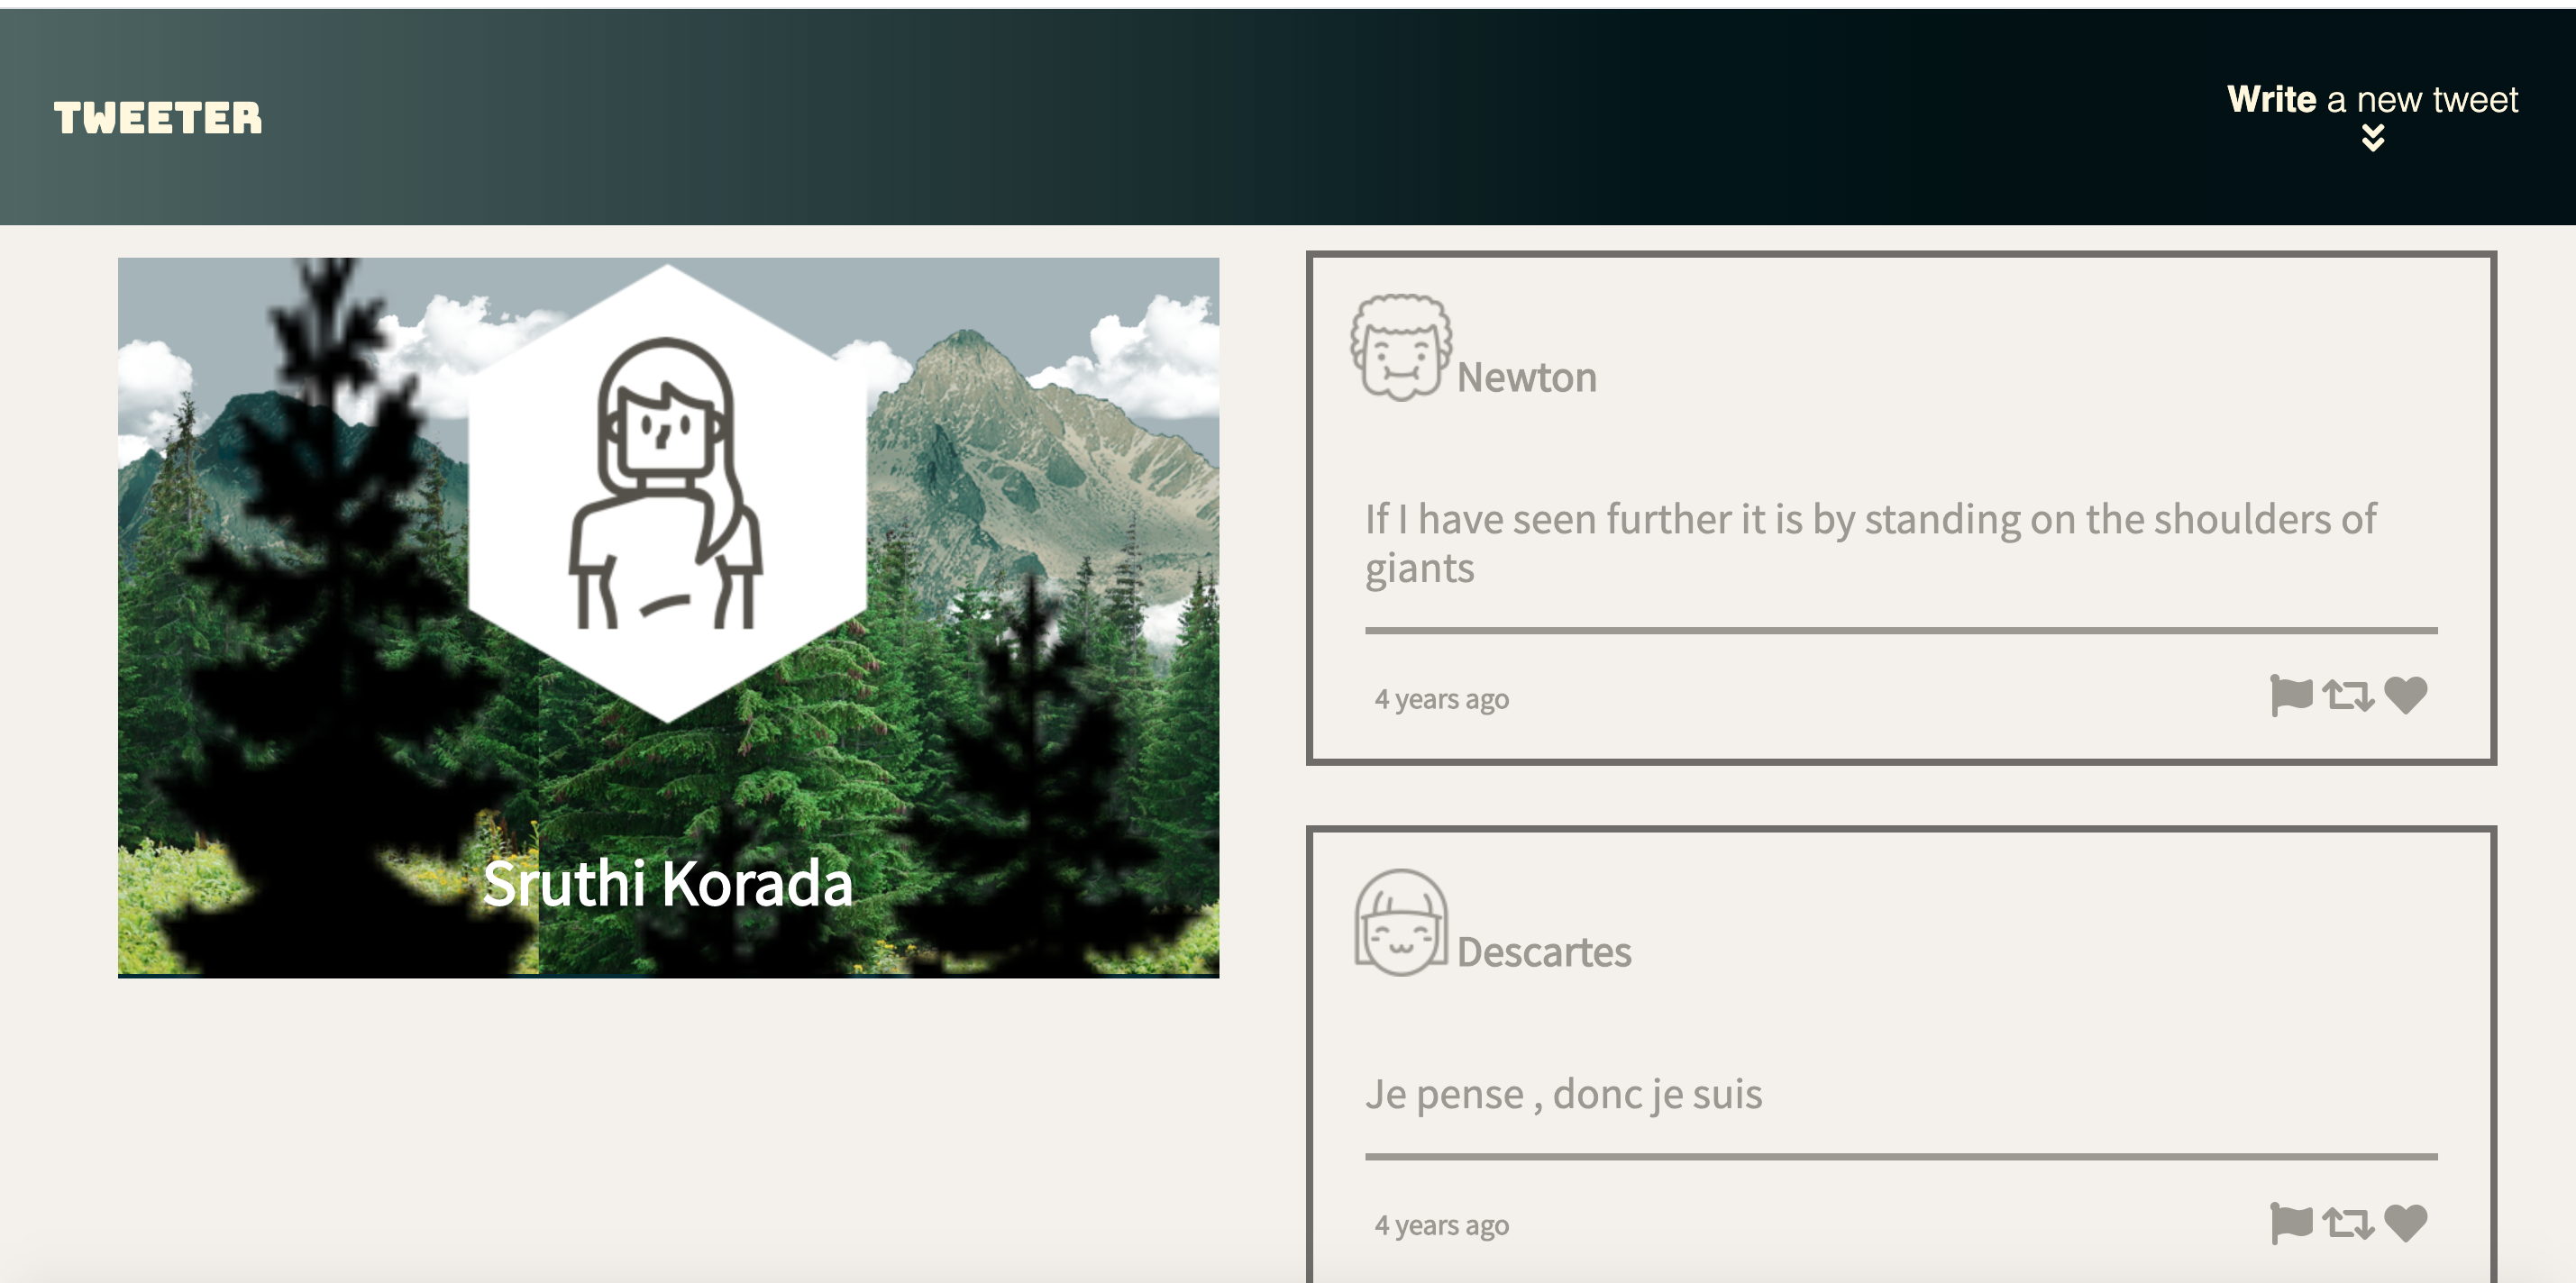 TWEETER
Write a new tweet
Sruthi Korada
Newton
If I have seen further it is by standing on the shoulders of
giants
4 years ago
Descartes
Je pense , donc je suis
4 years ago